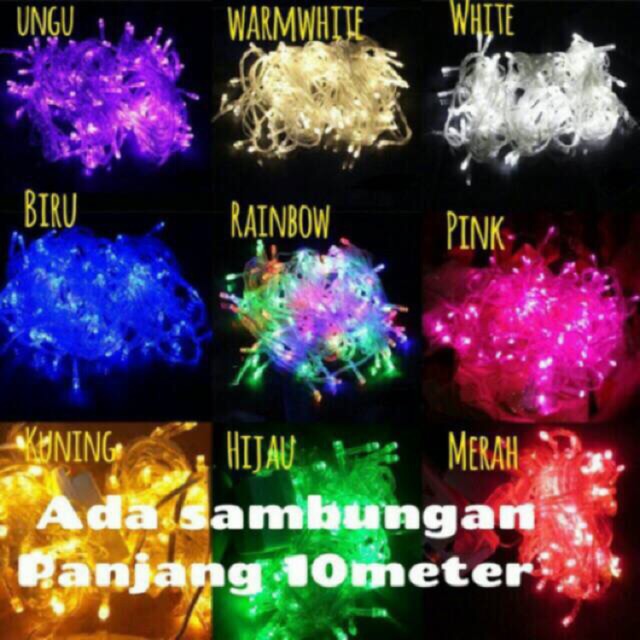 UNGU
WARMWHITE
WHITE
BIRU
RAINBOW
PINK
KUNING
HIJAU
MERAH
Ada sambungan
Panjang 10meter